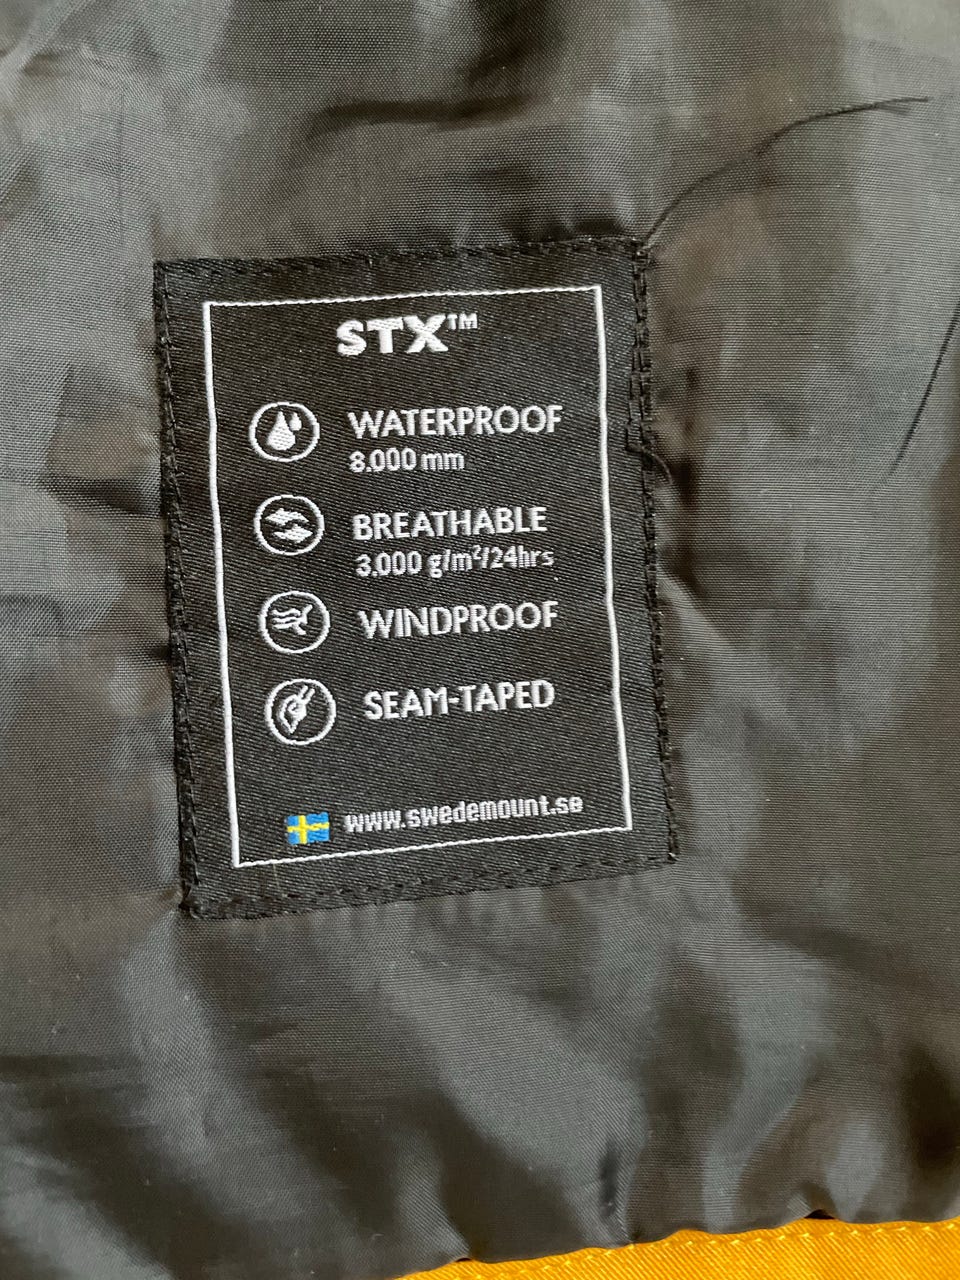 STX™
WATERPROOF
8.000 mm
BREATHABLE
3.000 g/m²/24hrs
WINDPROOF
SEAM-TAPED
www.swedemount.se